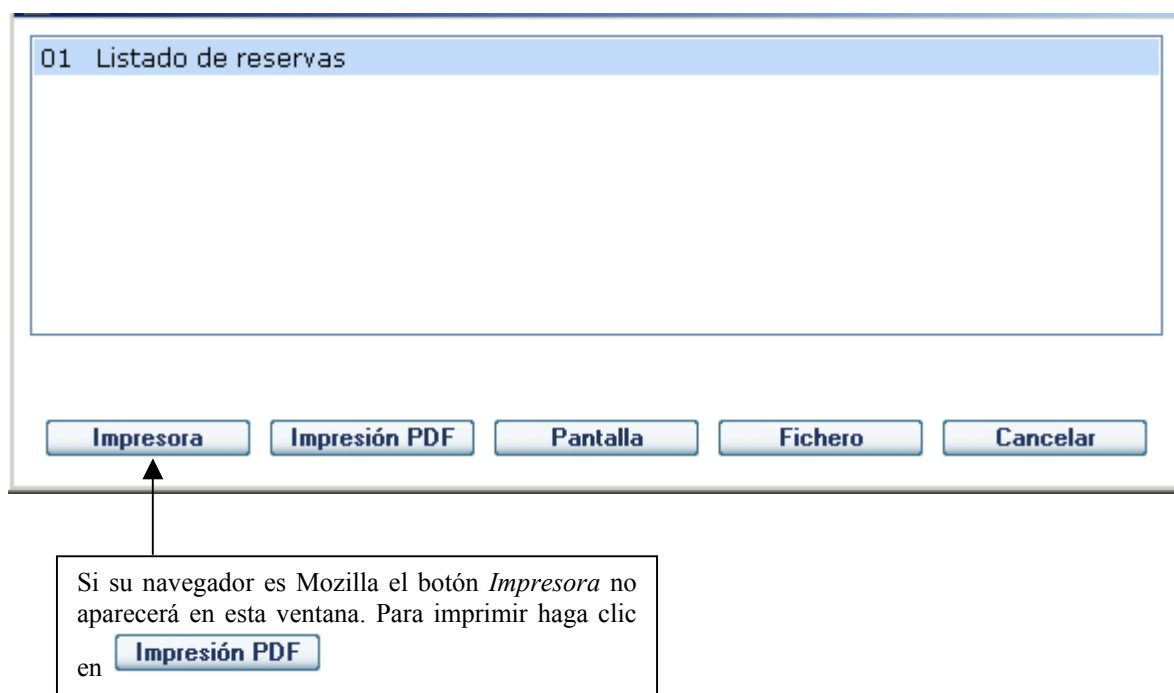 01 Listado de reservas
Impresora Impresión PDF Pantalla Fichero Cancelar
Si su navegador es Mozilla el botón Impresora no
aparecerá en esta ventana. Para imprimir haga clic
en Impresión PDF